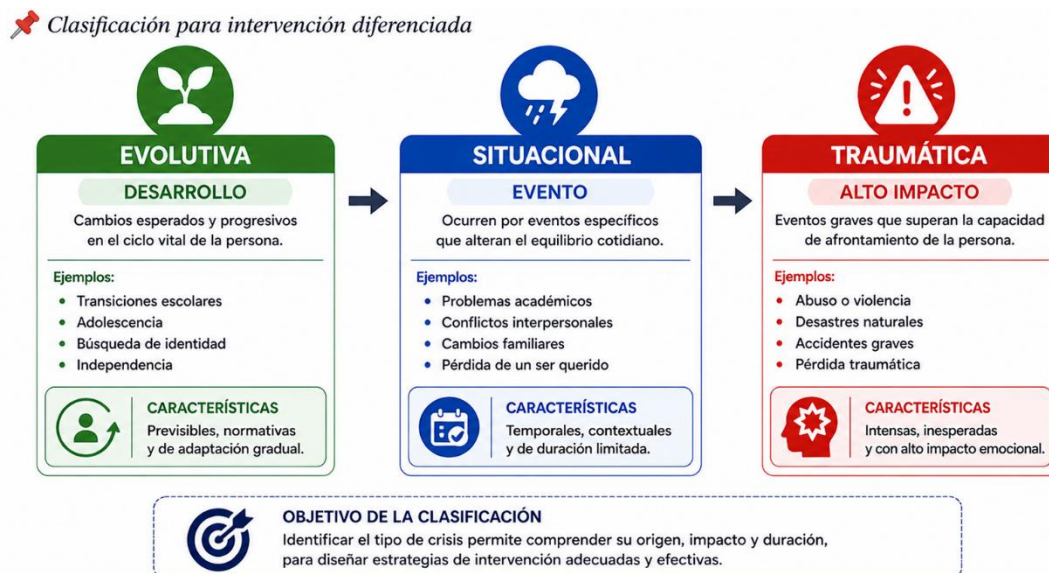 Clasificación para intervención diferenciada
EVOLUTIVA
DESARROLLO
Cambios esperados y progresivos
en el ciclo vital de la persona.
Ejemplos:
• Transiciones escolares
• Adolescencia
• Búsqueda de identidad
• Independencia
CARACTERÍSTICAS
Previsibles, normativas
y de adaptación gradual.
SITUACIONAL
EVENTO
Ocurren por eventos específicos
que alteran el equilibrio cotidiano.
Ejemplos:
• Problemas académicos
• Conflictos interpersonales
• Cambios familiares
• Pérdida de un ser querido
CARACTERÍSTICAS
Temporales, contextuales
y de duración limitada.
TRAUMÁTICA
ALTO IMPACTO
Eventos graves que superan la capacidad
de afrontamiento de la persona.
Ejemplos:
• Abuso o violencia
• Desastres naturales
• Accidentes graves
• Pérdida traumática
CARACTERÍSTICAS
Intensas, inesperadas
y con alto impacto emocional.
OBJETIVO DE LA CLASIFICACIÓN
Identificar el tipo de crisis permite comprender su origen, impacto y duración,
para diseñar estrategias de intervención adecuadas y efectivas.